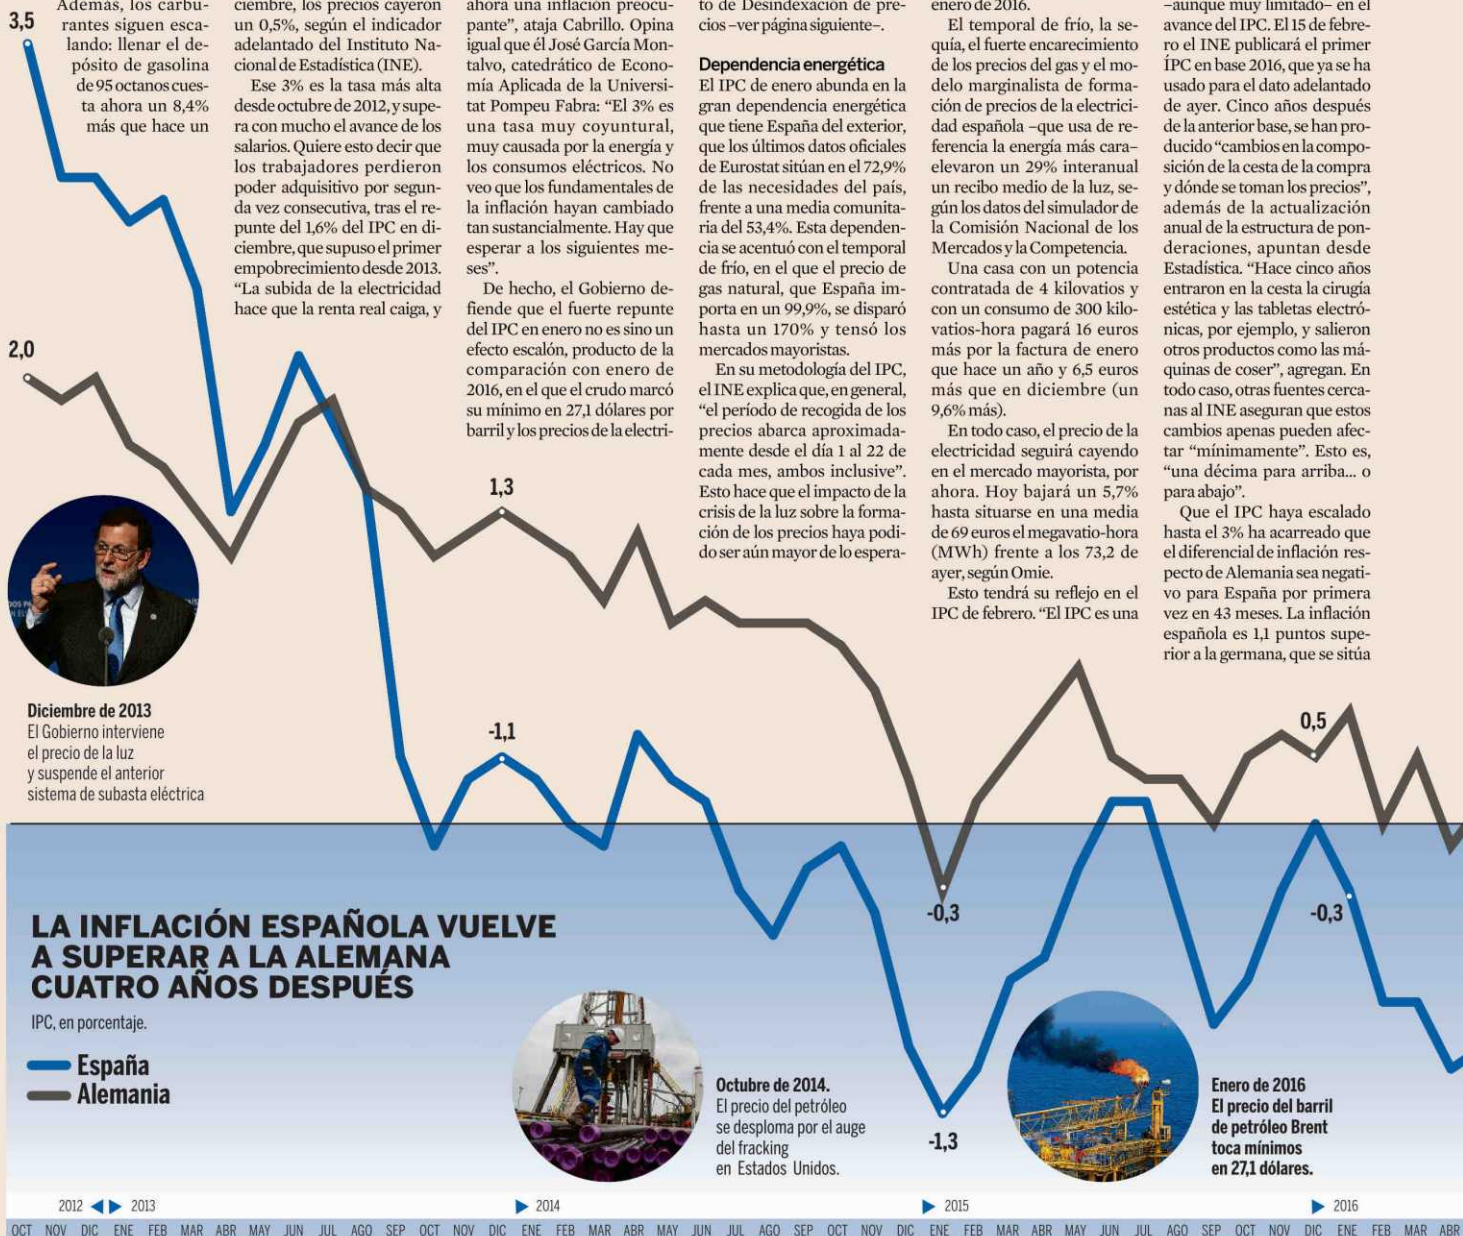 Además, los carbu-
rantes siguen esca-
lando: llenar el de-
pósito de gasolina
de 95 octanos cues-
ta ahora un 8,4%
más que hace un
ciembre, los precios cayeron
un 0,5%, según el indicador
adelantado del Instituto Na-
cional de Estadística (INE).
Ese 3% es la tasa más alta
desde octubre de 2012, y supe-
ra con mucho el avance de los
salarios. Quiere esto decir que
los trabajadores perdieron
poder adquisitivo por segun-
da vez consecutiva, tras el re-
punte del 1,6% del IPC en di-
ciembre, que supuso el primer
empobrecimiento desde 2013.
“La subida de la electricidad
hace que la renta real caiga, y
ahora una inflación preocu-
pante”, ataja Cabrillo. Opina
igual que él José García Mon-
talvo, catedrático de Econo-
mía Aplicada de la Universi-
tat Pompeu Fabra: “El 3% es
una tasa muy coyuntural,
muy causada por la energía y
los consumos eléctricos. No
veo que los fundamentales de
la inflación hayan cambiado
tan sustancialmente. Hay que
esperar a los siguientes me-
ses”.
De hecho, el Gobierno de-
fiende que el fuerte repunte
del IPC en enero no es sino un
efecto escalón, producto de la
comparación con enero de
2016, en el que el crudo marcó
su mínimo en 27,1 dólares por
barril y los precios de la electri-
to de Desindexación de pre-
cios –ver página siguiente–.
Dependencia energética
El IPC de enero abunda en la
gran dependencia energética
que tiene España del exterior,
que los últimos datos oficiales
de Eurostat sitúan en el 72,9%
de las necesidades del país,
frente a una media comunita-
ria del 53,4%. Esta dependen-
cia se acentuó con el temporal
de frío, en el que el precio de
gas natural, que España im-
porta en un 99,9%, se disparó
hasta un 170% y tensó los
mercados mayoristas.
En su metodología del IPC,
el INE explica que, en general,
“el período de recogida de los
precios abarca aproximada-
mente desde el día 1 al 22 de
cada mes, ambos inclusive”.
Esto hace que el impacto de la
crisis de la luz sobre la forma-
ción de los precios haya podi-
do ser aún mayor de lo espera-
enero de 2016.
El temporal de frío, la se-
quía, el fuerte encarecimiento
de los precios del gas y el mo-
delo marginalista de forma-
ción de precios de la electrici-
dad española –que usa de re-
ferencia la energía más cara–
elevaron un 29% interanual
un recibo medio de la luz, se-
gún los datos del simulador de
la Comisión Nacional de los
Mercados y la Competencia.
Una casa con un potencia
contratada de 4 kilovatios y
con un consumo de 300 kilo-
vatios-hora pagará 16 euros
más por la factura de enero
que hace un año y 6,5 euros
más que en diciembre (un
9,6% más).
En todo caso, el precio de la
electricidad seguirá cayendo
en el mercado mayorista, por
ahora. Hoy bajará un 5,7%
hasta situarse en una media
de 69 euros el megavatio-hora
(MWh) frente a los 73,2 de
ayer, según Omie.
Esto tendrá su reflejo en el
IPC de febrero. “El IPC es una
–aunque muy limitado– en el
avance del IPC. El 15 de febre-
ro el INE publicará el primer
ÍPC en base 2016, que ya se ha
usado para el dato adelantado
de ayer. Cinco años después
de la anterior base, se han pro-
ducido “cambios en la compo-
sición de la cesta de la compra
y dónde se toman los precios”,
además de la actualización
anual de la estructura de pon-
deraciones, apuntan desde
Estadística. “Hace cinco años
entraron en la cesta la cirugía
estética y las tabletas electró-
nicas, por ejemplo, y salieron
otros productos como las má-
quinas de coser”, agregan. En
todo caso, otras fuentes cerca-
nas al INE aseguran que estos
cambios apenas pueden afec-
tar “mínimamente”. Esto es,
“una décima para arriba... o
para abajo”.
Que el IPC haya escalado
hasta el 3% ha acarreado que
el diferencial de inflación res-
pecto de Alemania sea negati-
vo para España por primera
vez en 43 meses. La inflación
española es 1,1 puntos supe-
rior a la germana, que se sitúa
3,5
2,0
1,3
-1,1
0,5
-0,3
-0,3
-1,3
Diciembre de 2013
El Gobierno interviene
el precio de la luz
y suspende el anterior
sistema de subasta eléctrica
LA INFLACIÓN ESPAÑOLA VUELVE
A SUPERAR A LA ALEMANA
CUATRO AÑOS DESPUÉS
IPC, en porcentaje.
España
Alemania
Octubre de 2014.
El precio del petróleo
se desploma por el auge
del fracking
en Estados Unidos.
Enero de 2016
El precio del barril
de petróleo Brent
toca mínimos
en 27,1 dólares.
2012 2013 2014 2015 2016
OCT NOV DIC ENE FEB MAR ABR MAY JUN JUL AGO SEP OCT NOV DIC ENE FEB MAR ABR MAY JUN JUL AGO SEP OCT NOV DIC ENE FEB MAR ABR MAY JUN JUL AGO SEP OCT NOV DIC ENE FEB MAR ABR